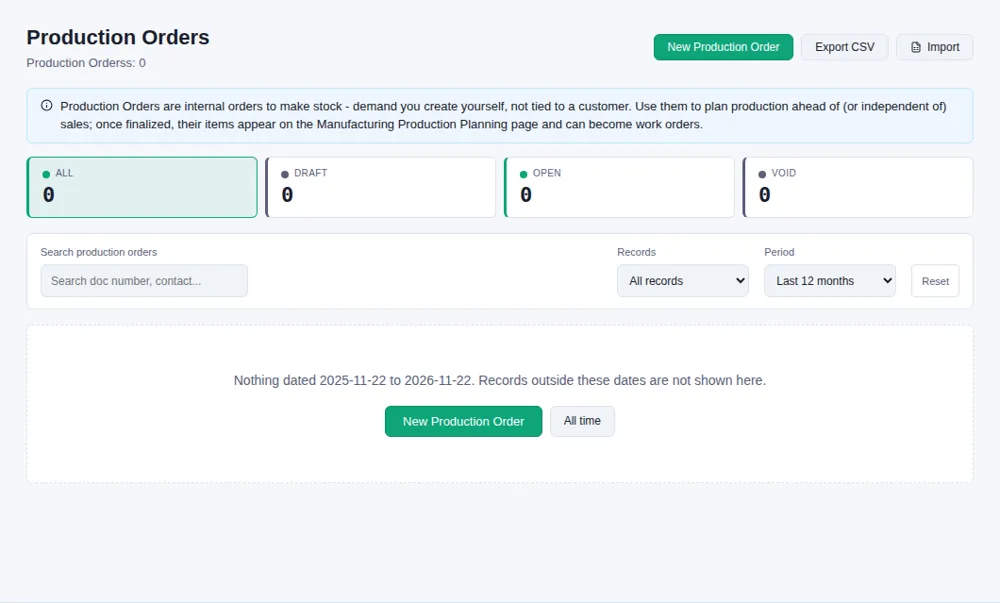 Production Orders
Production Orderss: 0
New Production Order
Export CSV
Import
Production Orders are internal orders to make stock - demand you create yourself, not tied to a customer. Use them to plan production ahead of (or independent of)
sales; once finalized, their items appear on the Manufacturing Production Planning page and can become work orders.
ALL
0
DRAFT
0
OPEN
0
VOID
0
Search production orders
Search doc number, contact...
Records
All records
Period
Last 12 months
Reset
Nothing dated 2025-11-22 to 2026-11-22. Records outside these dates are not shown here.
New Production Order
All time